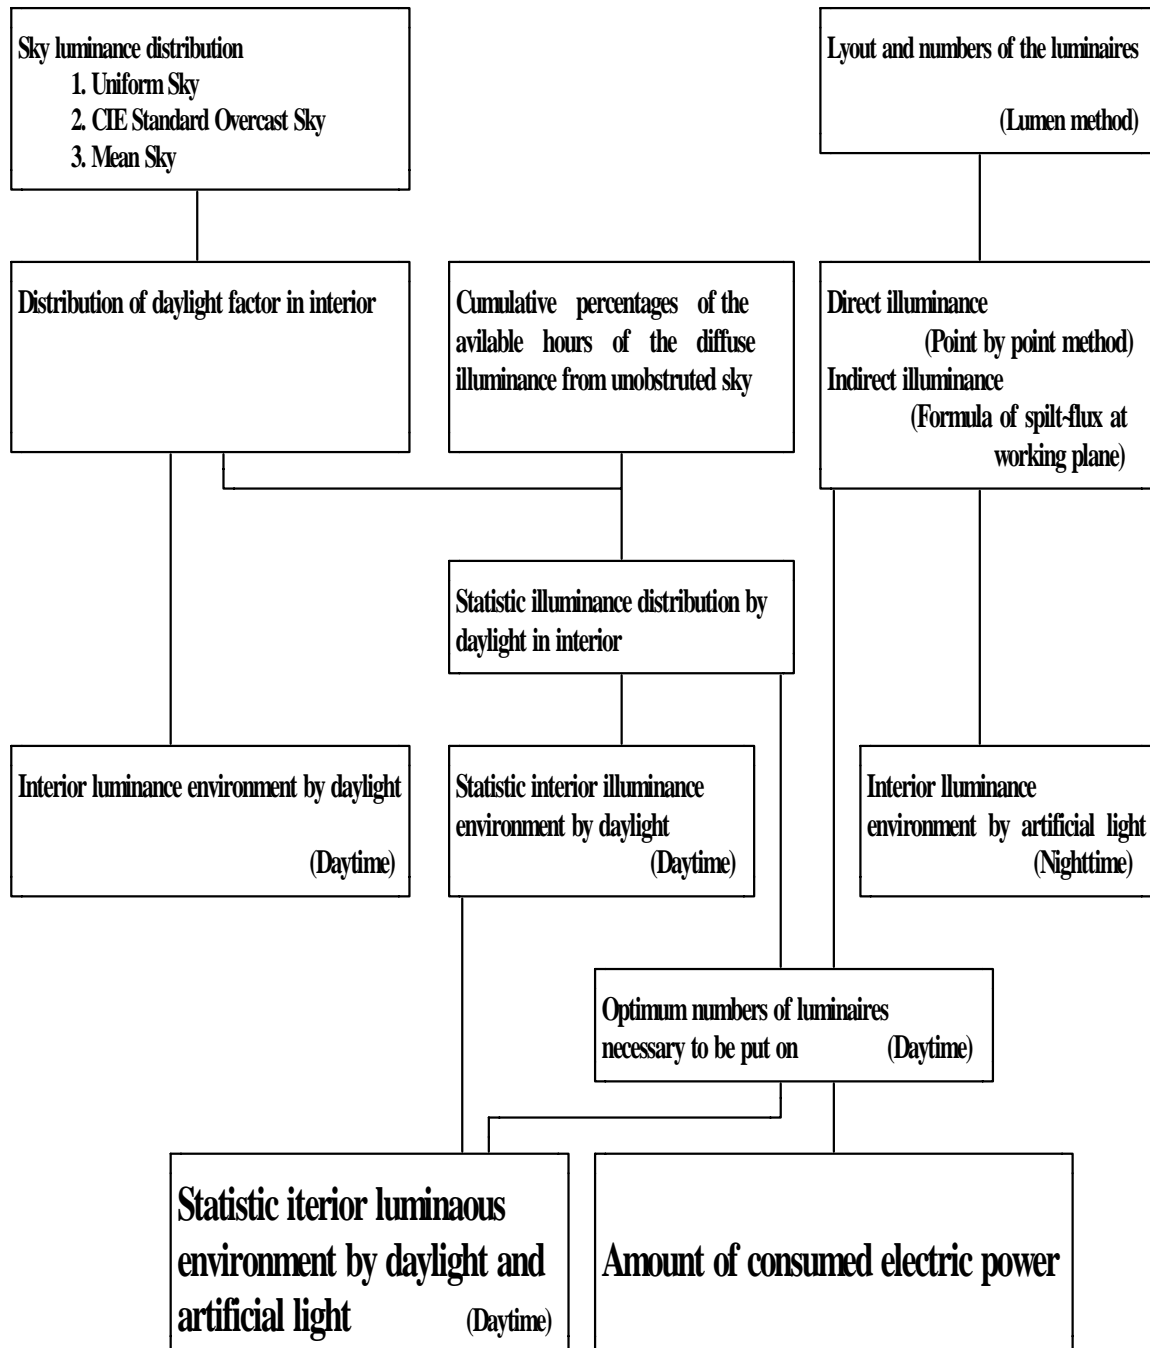 Sky luminance distribution
1. Uniform Sky
2. CIE Standard Overcast Sky
3. Mean Sky
Lyout and numbers of the luminaires
(Lumen method)
Distribution of daylight factor in interior
Cumulative percentages of the
avilable hours of the diffuse
illuminance from unobstruted sky
Direct illuminance
(Point by point method)
Indirect illuminance
(Formula of spilt-flux at
working plane)
Statistic illuminance distribution by
daylight in interior
Interior luminance environment by daylight
(Daytime)
Statistic interior illuminance
environment by daylight
(Daytime)
Interior lluminance
environment by artificial light
(Nighttime)
Optimum numbers of luminaires
necessary to be put on (Daytime)
Statistic iterior luminaous
environment by daylight and
artificial light (Daytime)
Amount of consumed electric power